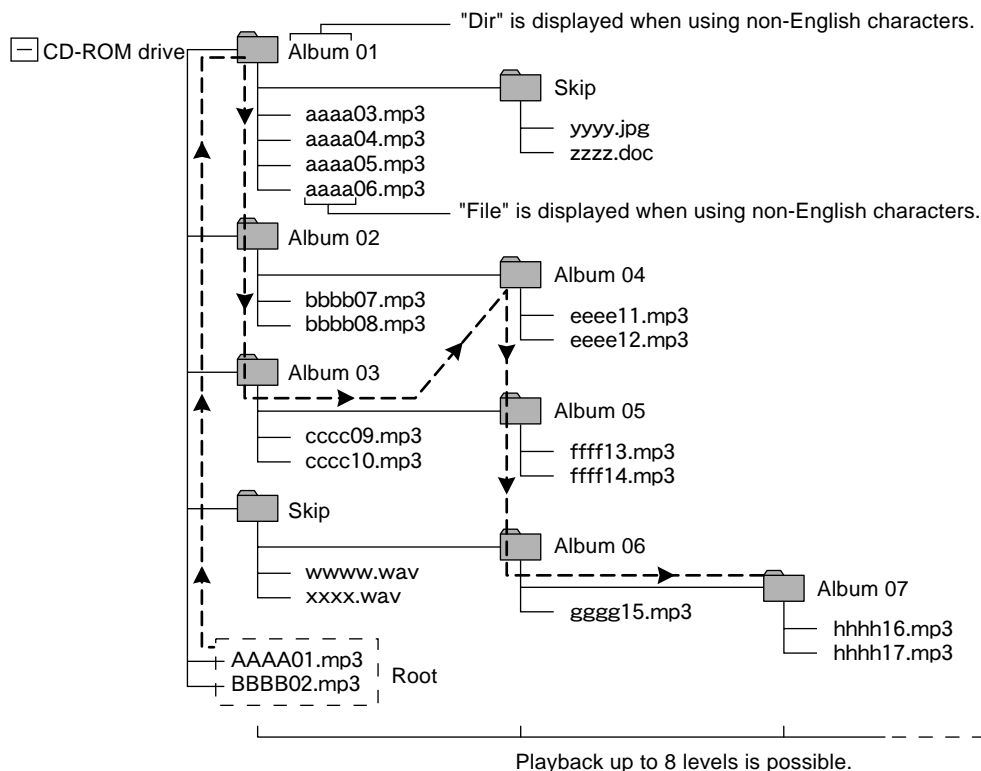 "Dir" is displayed when using non-English characters.
CD-ROM drive
Album 01
Skip
aaaa03.mp3
aaaa04.mp3
aaaa05.mp3
aaaa06.mp3
yyyy.jpg
zzzz.doc
"File" is displayed when using non-English characters.
Album 02
bbbb07.mp3
bbbb08.mp3
Album 04
eeee11.mp3
eeee12.mp3
Album 03
cccc09.mp3
cccc10.mp3
Album 05
ffff13.mp3
ffff14.mp3
Skip
wwww.wav
xxxx.wav
Album 06
gggg15.mp3
Album 07
hhhh16.mp3
hhhh17.mp3
AAAA01.mp3
BBBB02.mp3
Root
Playback up to 8 levels is possible.